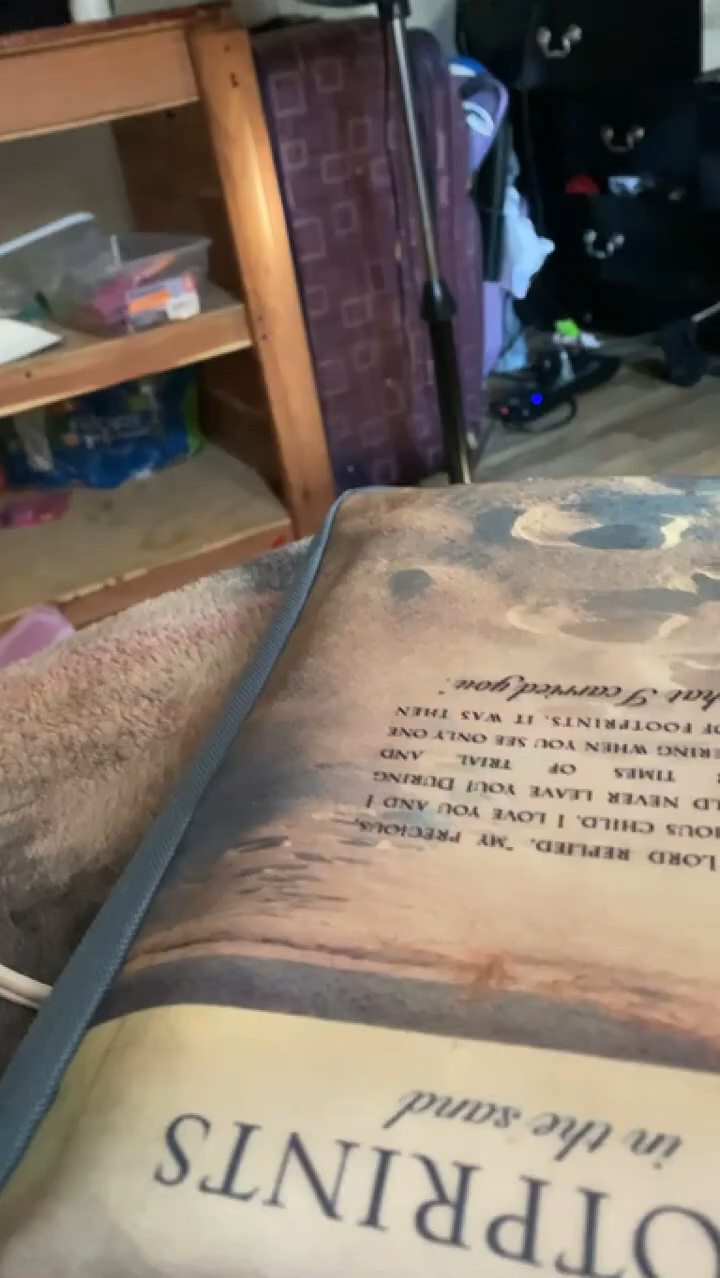 OTPRINTS
in the sand
LORD REPLIED, "MY PRECIOUS,
IOUS CHILD, I LOVE YOU AND I
LD NEVER LEAVE YOU! DURING
R TIMES OF TRIAL AND
ERING WHEN YOU SEE ONLY ONE
OF FOOTPRINTS, IT WAS THEN
hat I carried you."